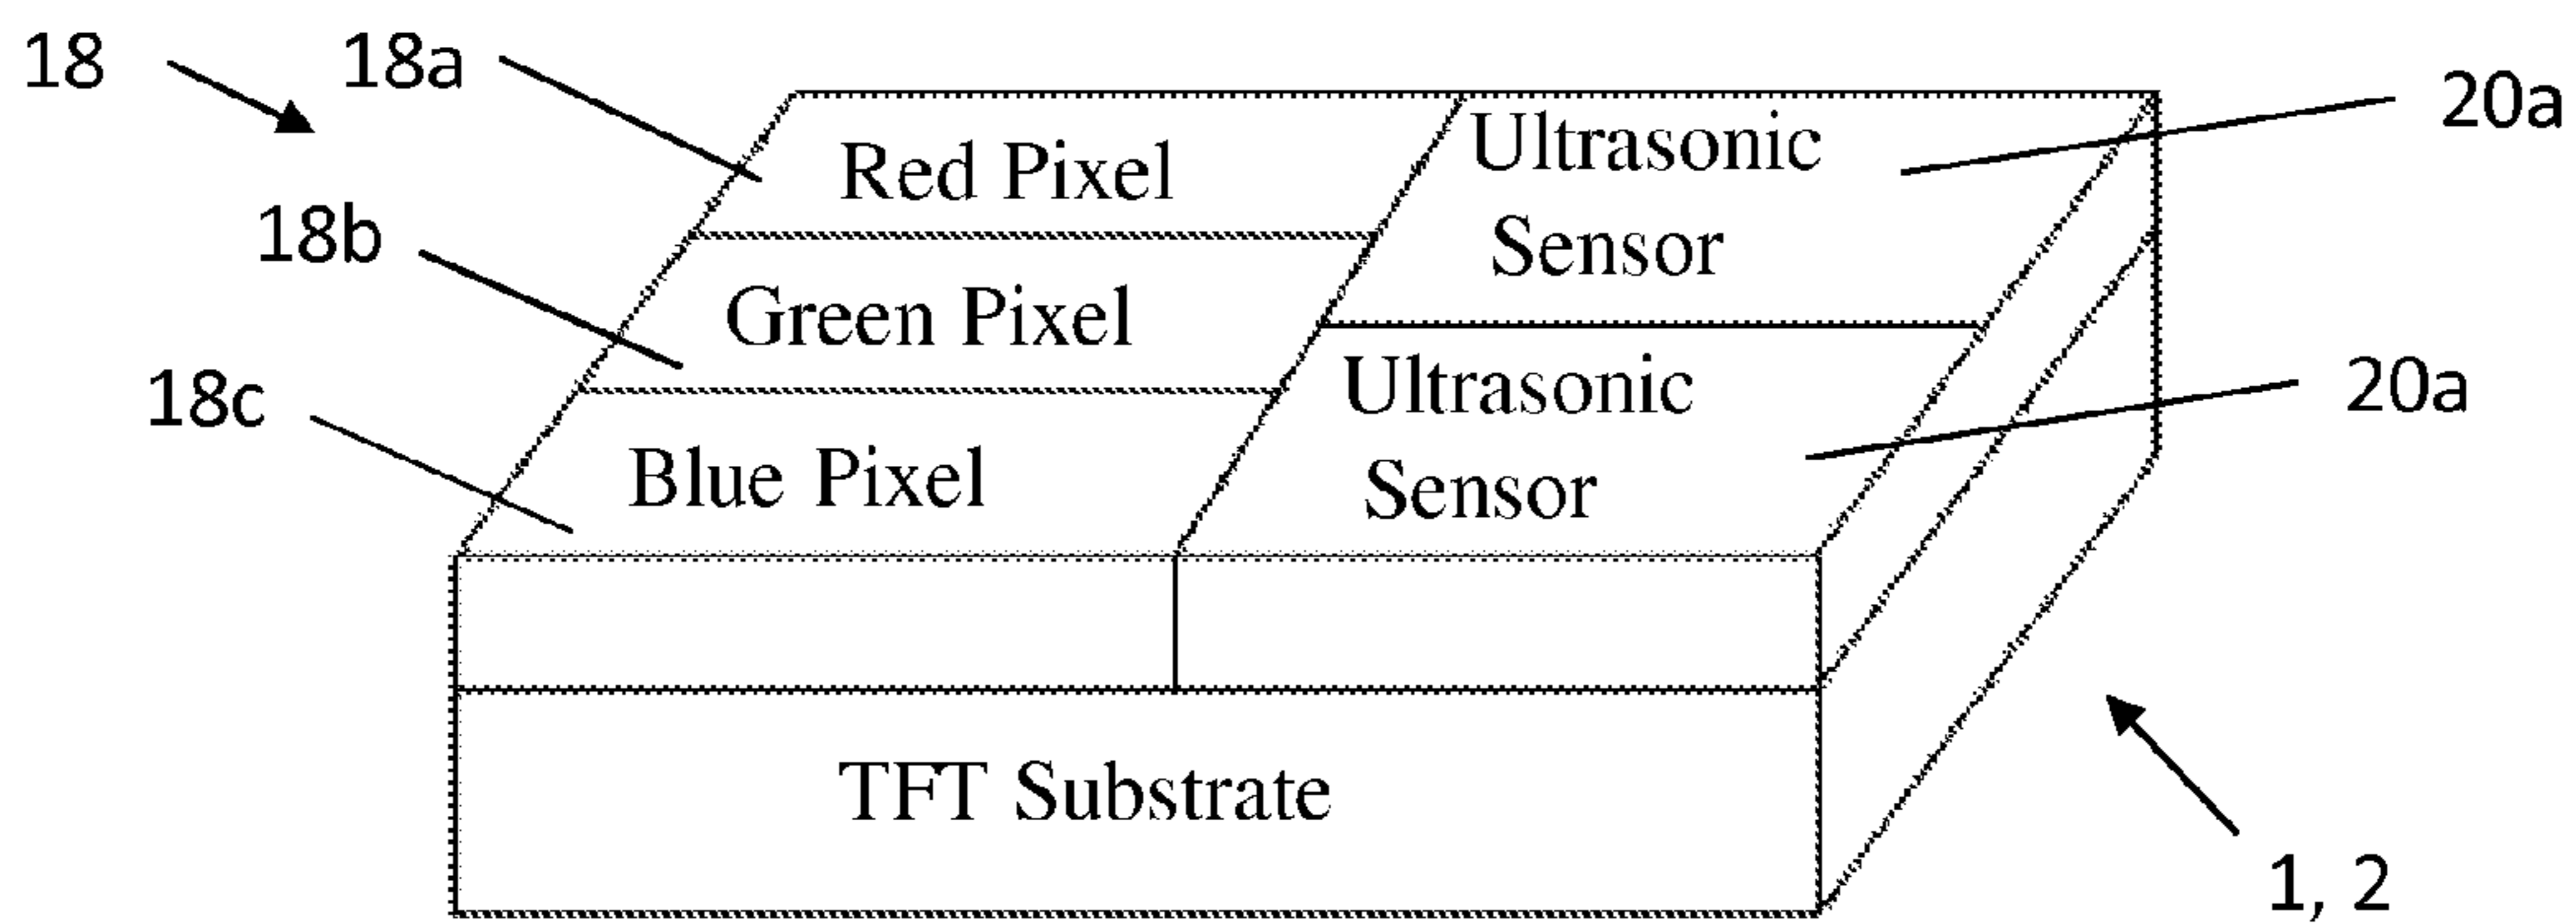 18
18a
Red Pixel
Ultrasonic
Sensor
20a
18b
Green Pixel
18c
Blue Pixel
Ultrasonic
Sensor
20a
TFT Substrate
1, 2